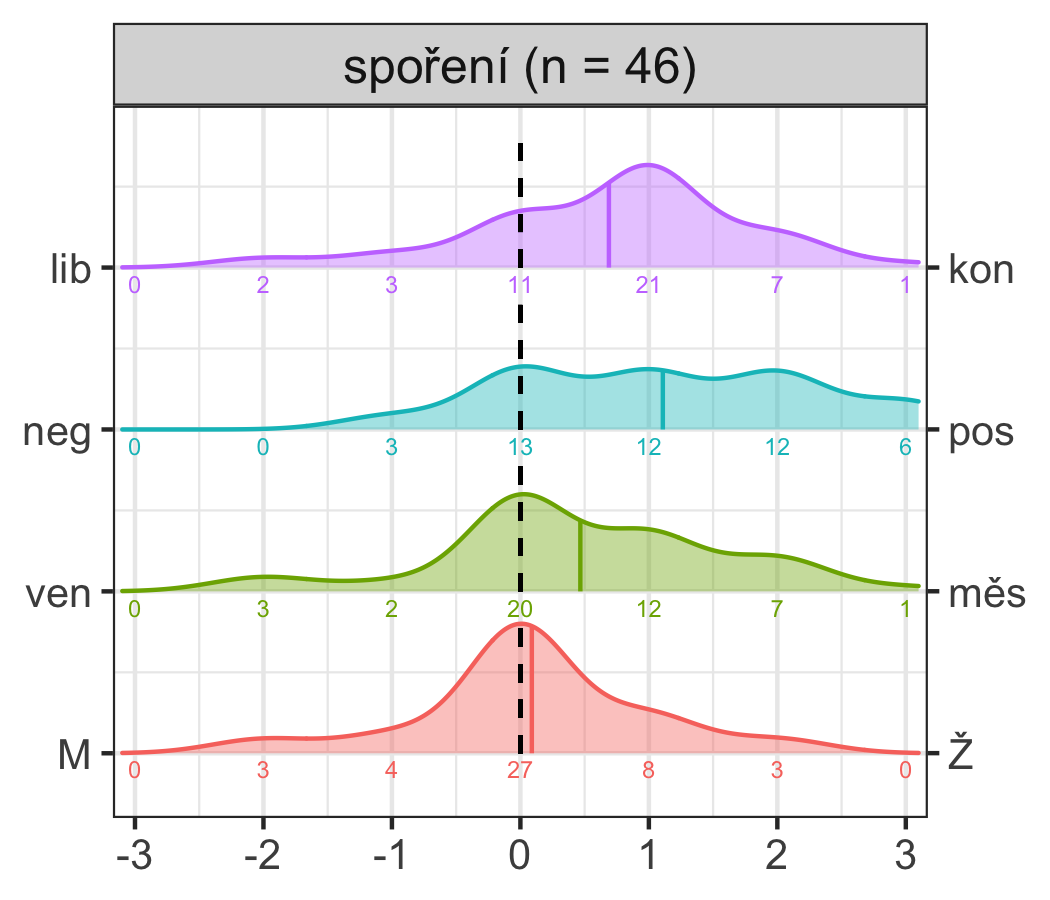 spoření (n = 46)
lib kon
0 2 3 11 21 7 1
neg pos
0 0 3 13 12 12 6
ven měs
0 3 2 20 12 7 1
M Ž
0 3 4 27 8 3 0
-3 -2 -1 0 1 2 3